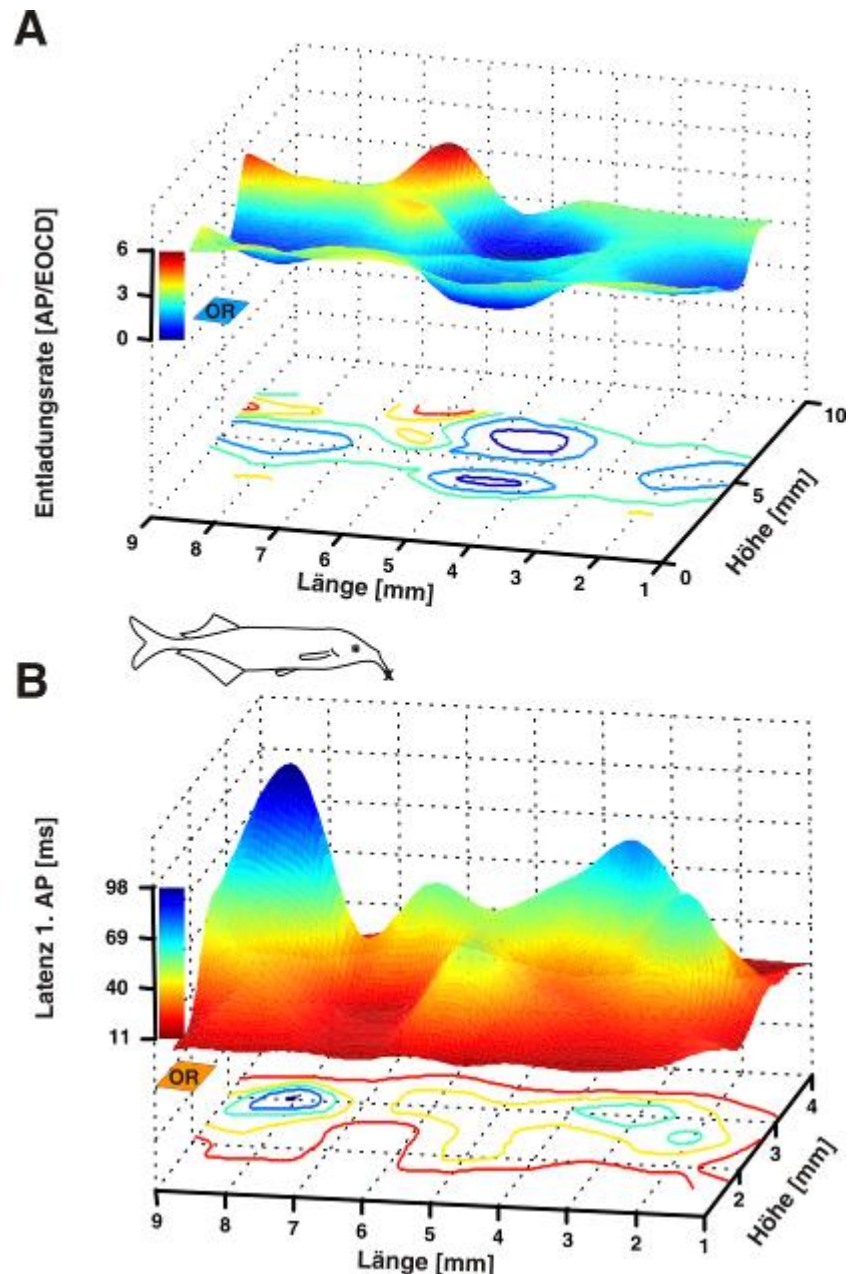 A
Entladungsrate [AP/EOCD]
6
3
0
OR
10
5
0
Höhe [mm]
9 8 7 6 5 4 3 2 1
Länge [mm]
B
Latenz 1. AP [ms]
98
69
40
11
OR
4
3
2
Höhe [mm]
9 8 7 6 5 4 3 2 1
Länge [mm]